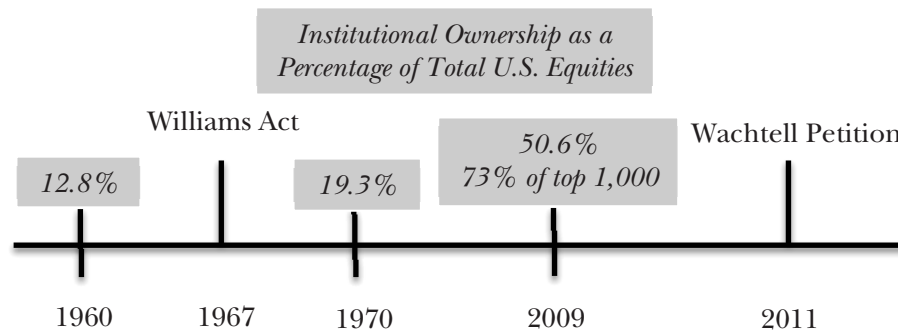 Institutional Ownership as a
Percentage of Total U.S. Equities
Williams Act
50.6%
73% of top 1,000
Wachtell Petition
12.8%
19.3%
1960
1967
1970
2009
2011